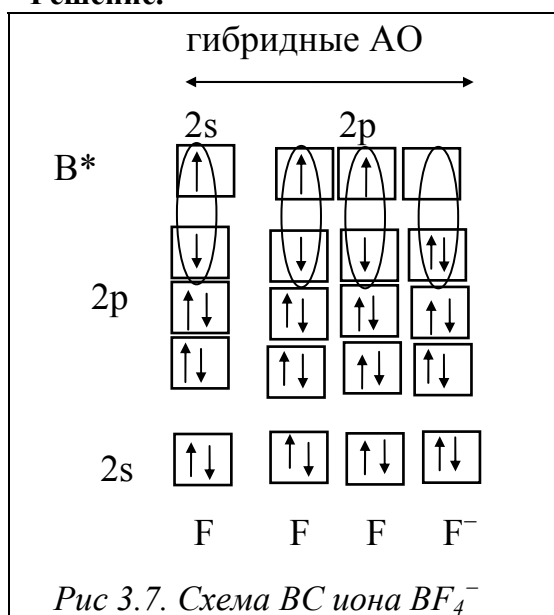 Решение.
гибридные АО
2s 2p
B*
2p
2s
F F F F⁻
Рис 3.7. Схема ВС иона BF₄⁻